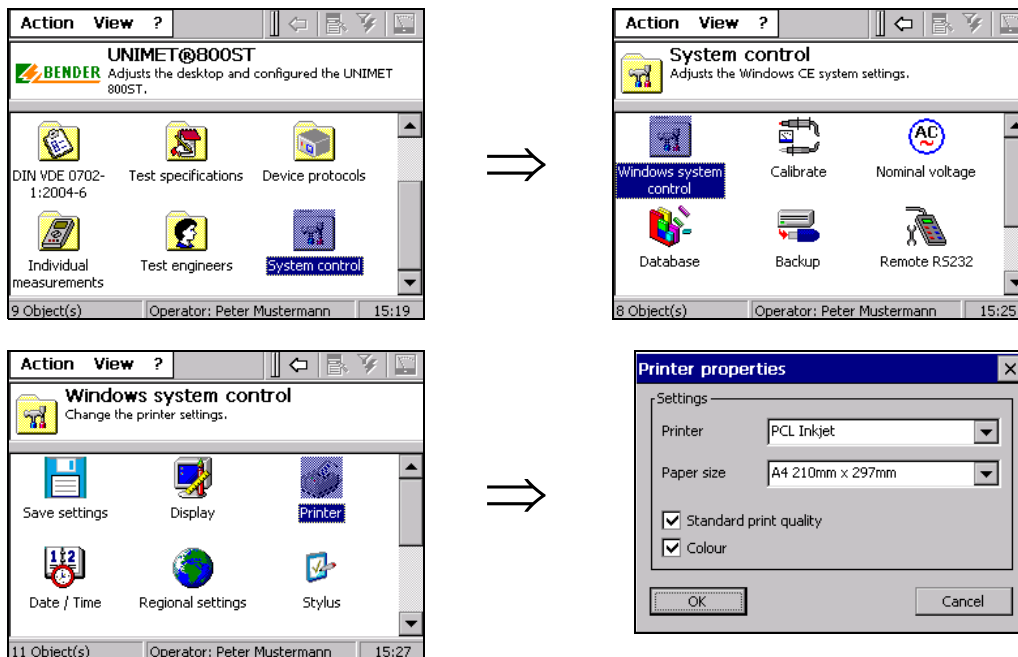 Action View ?
UNIMET®800ST
BENDER Adjusts the desktop and configured the UNIMET
800ST.
DIN VDE 0702-
1:2004-6
Test specifications
Device protocols
Individual
measurements
Test engineers
System control
9 Object(s)
Operator: Peter Mustermann
15:19
⇒
Action View ?
System control
Adjusts the Windows CE system settings.
Windows system
control
Calibrate
AC
Nominal voltage
Database
Backup
Remote RS232
8 Object(s)
Operator: Peter Mustermann
15:25
Action View ?
Windows system control
Change the printer settings.
Save settings
Display
Printer
1 2
Date / Time
Regional settings
Stylus
11 Object(s)
Operator: Peter Mustermann
15:27
⇒
Printer properties
Settings
Printer
PCL Inkjet
Paper size
A4 210mm x 297mm
Standard print quality
Colour
OK
Cancel